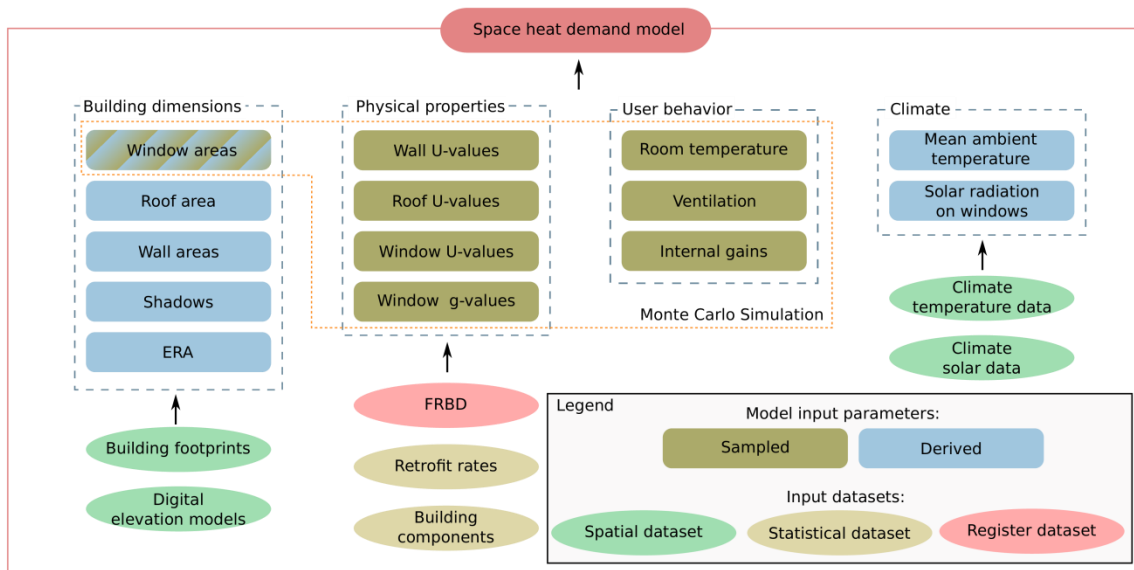 Space heat demand model
Building dimensions
Window areas
Roof area
Wall areas
Shadows
ERA
Building footprints
Digital
elevation models
Physical properties
Wall U-values
Roof U-values
Window U-values
Window g-values
FRBD
Retrofit rates
Building
components
User behavior
Room temperature
Ventilation
Internal gains
Monte Carlo Simulation
Climate
Mean ambient
temperature
Solar radiation
on windows
Climate
temperature data
Climate
solar data
Legend
Model input parameters:
Sampled
Derived
Input datasets:
Spatial dataset
Statistical dataset
Register dataset